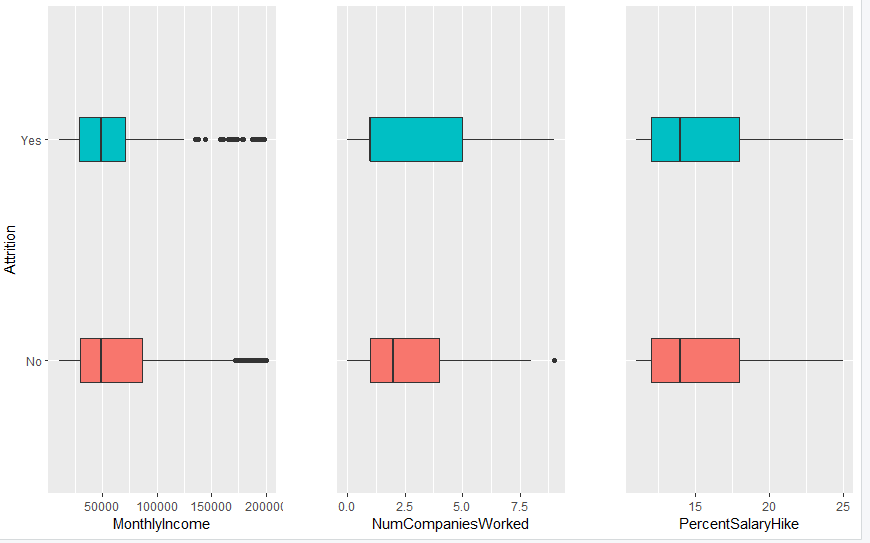 Attrition
Yes
No
50000 100000 150000 200000
MonthlyIncome
0.0 2.5 5.0 7.5
NumCompaniesWorked
15 20 25
PercentSalaryHike